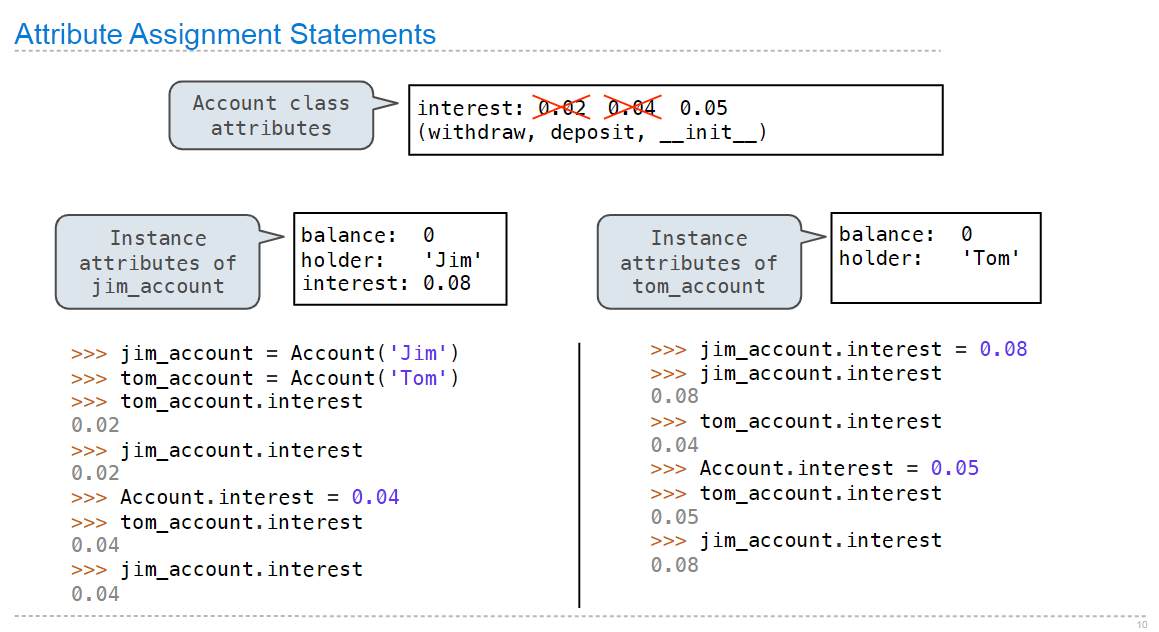 Attribute Assignment Statements
Account class
attributes
interest: 0.02 0.04 0.05
(withdraw, deposit, __init__)
Instance
attributes of
jim_account
balance: 0
holder: 'Jim'
interest: 0.08
Instance
attributes of
tom_account
balance: 0
holder: 'Tom'
>>> jim_account = Account('Jim')
>>> tom_account = Account('Tom')
>>> tom_account.interest
0.02
>>> jim_account.interest
0.02
>>> Account.interest = 0.04
>>> tom_account.interest
0.04
>>> jim_account.interest
0.04
>>> jim_account.interest = 0.08
>>> jim_account.interest
0.08
>>> tom_account.interest
0.04
>>> Account.interest = 0.05
>>> tom_account.interest
0.05
>>> jim_account.interest
0.08